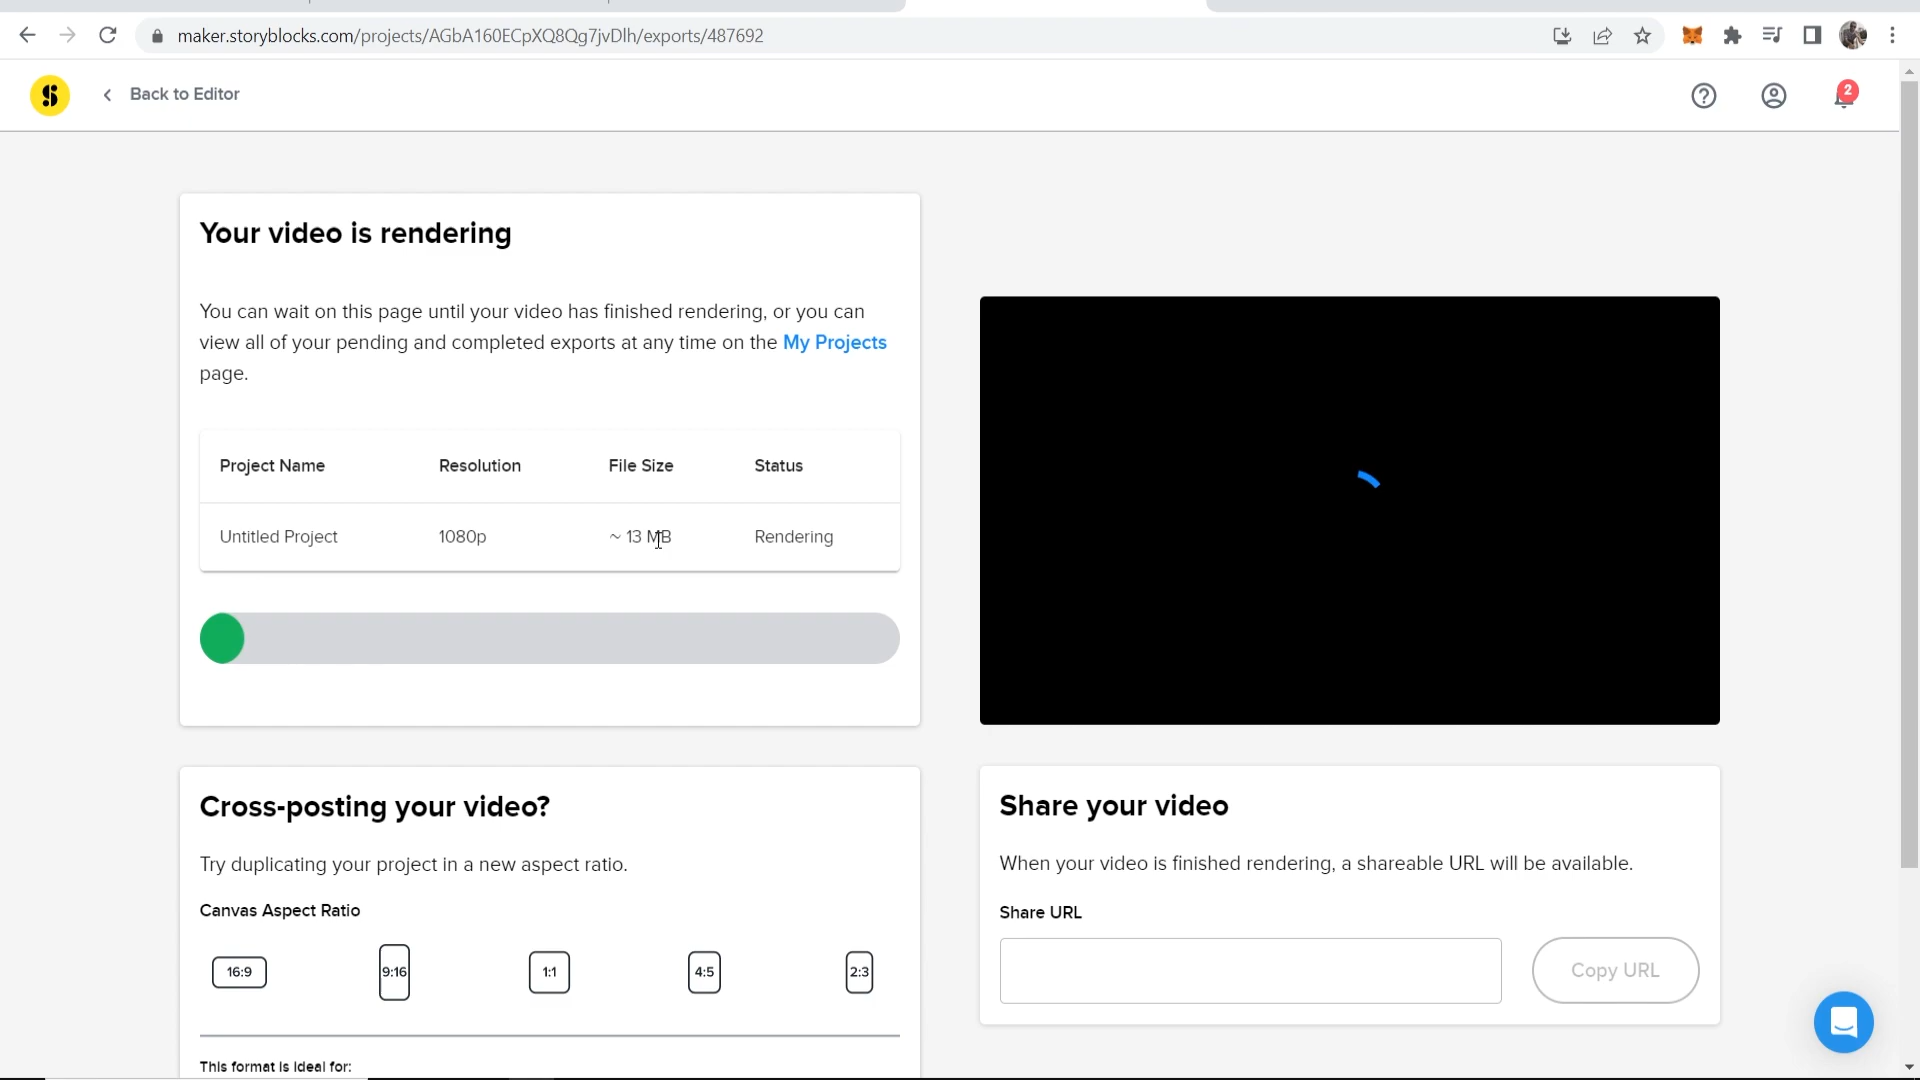 maker.storyblocks.com/projects/AGbA160ECpXQ8Qg7jvDlh/exports/487692
Back to Editor
2
Your video is rendering
You can wait on this page until your video has finished rendering, or you can
view all of your pending and completed exports at any time on the My Projects
page.
Project Name Resolution File Size Status
Untitled Project 1080p ~ 13 MB Rendering
Cross-posting your video?
Try duplicating your project in a new aspect ratio.
Canvas Aspect Ratio
16:9 9:16 1:1 4:5 2:3
This format is ideal for:
Share your video
When your video is finished rendering, a shareable URL will be available.
Share URL
Copy URL